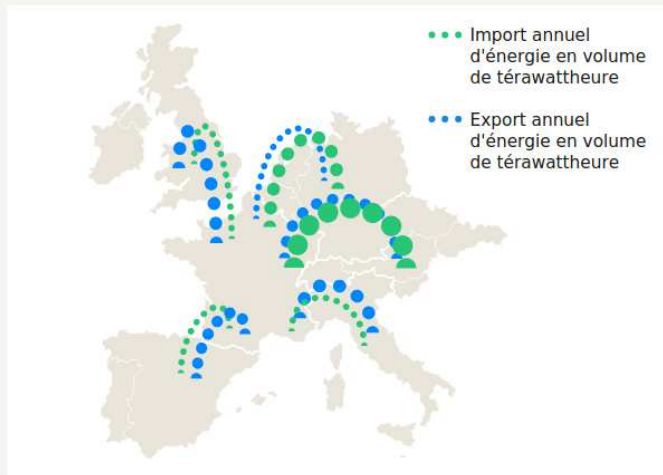 Import annuel
d'énergie en volume
de térawattheure
Export annuel
d'énergie en volume
de térawattheure